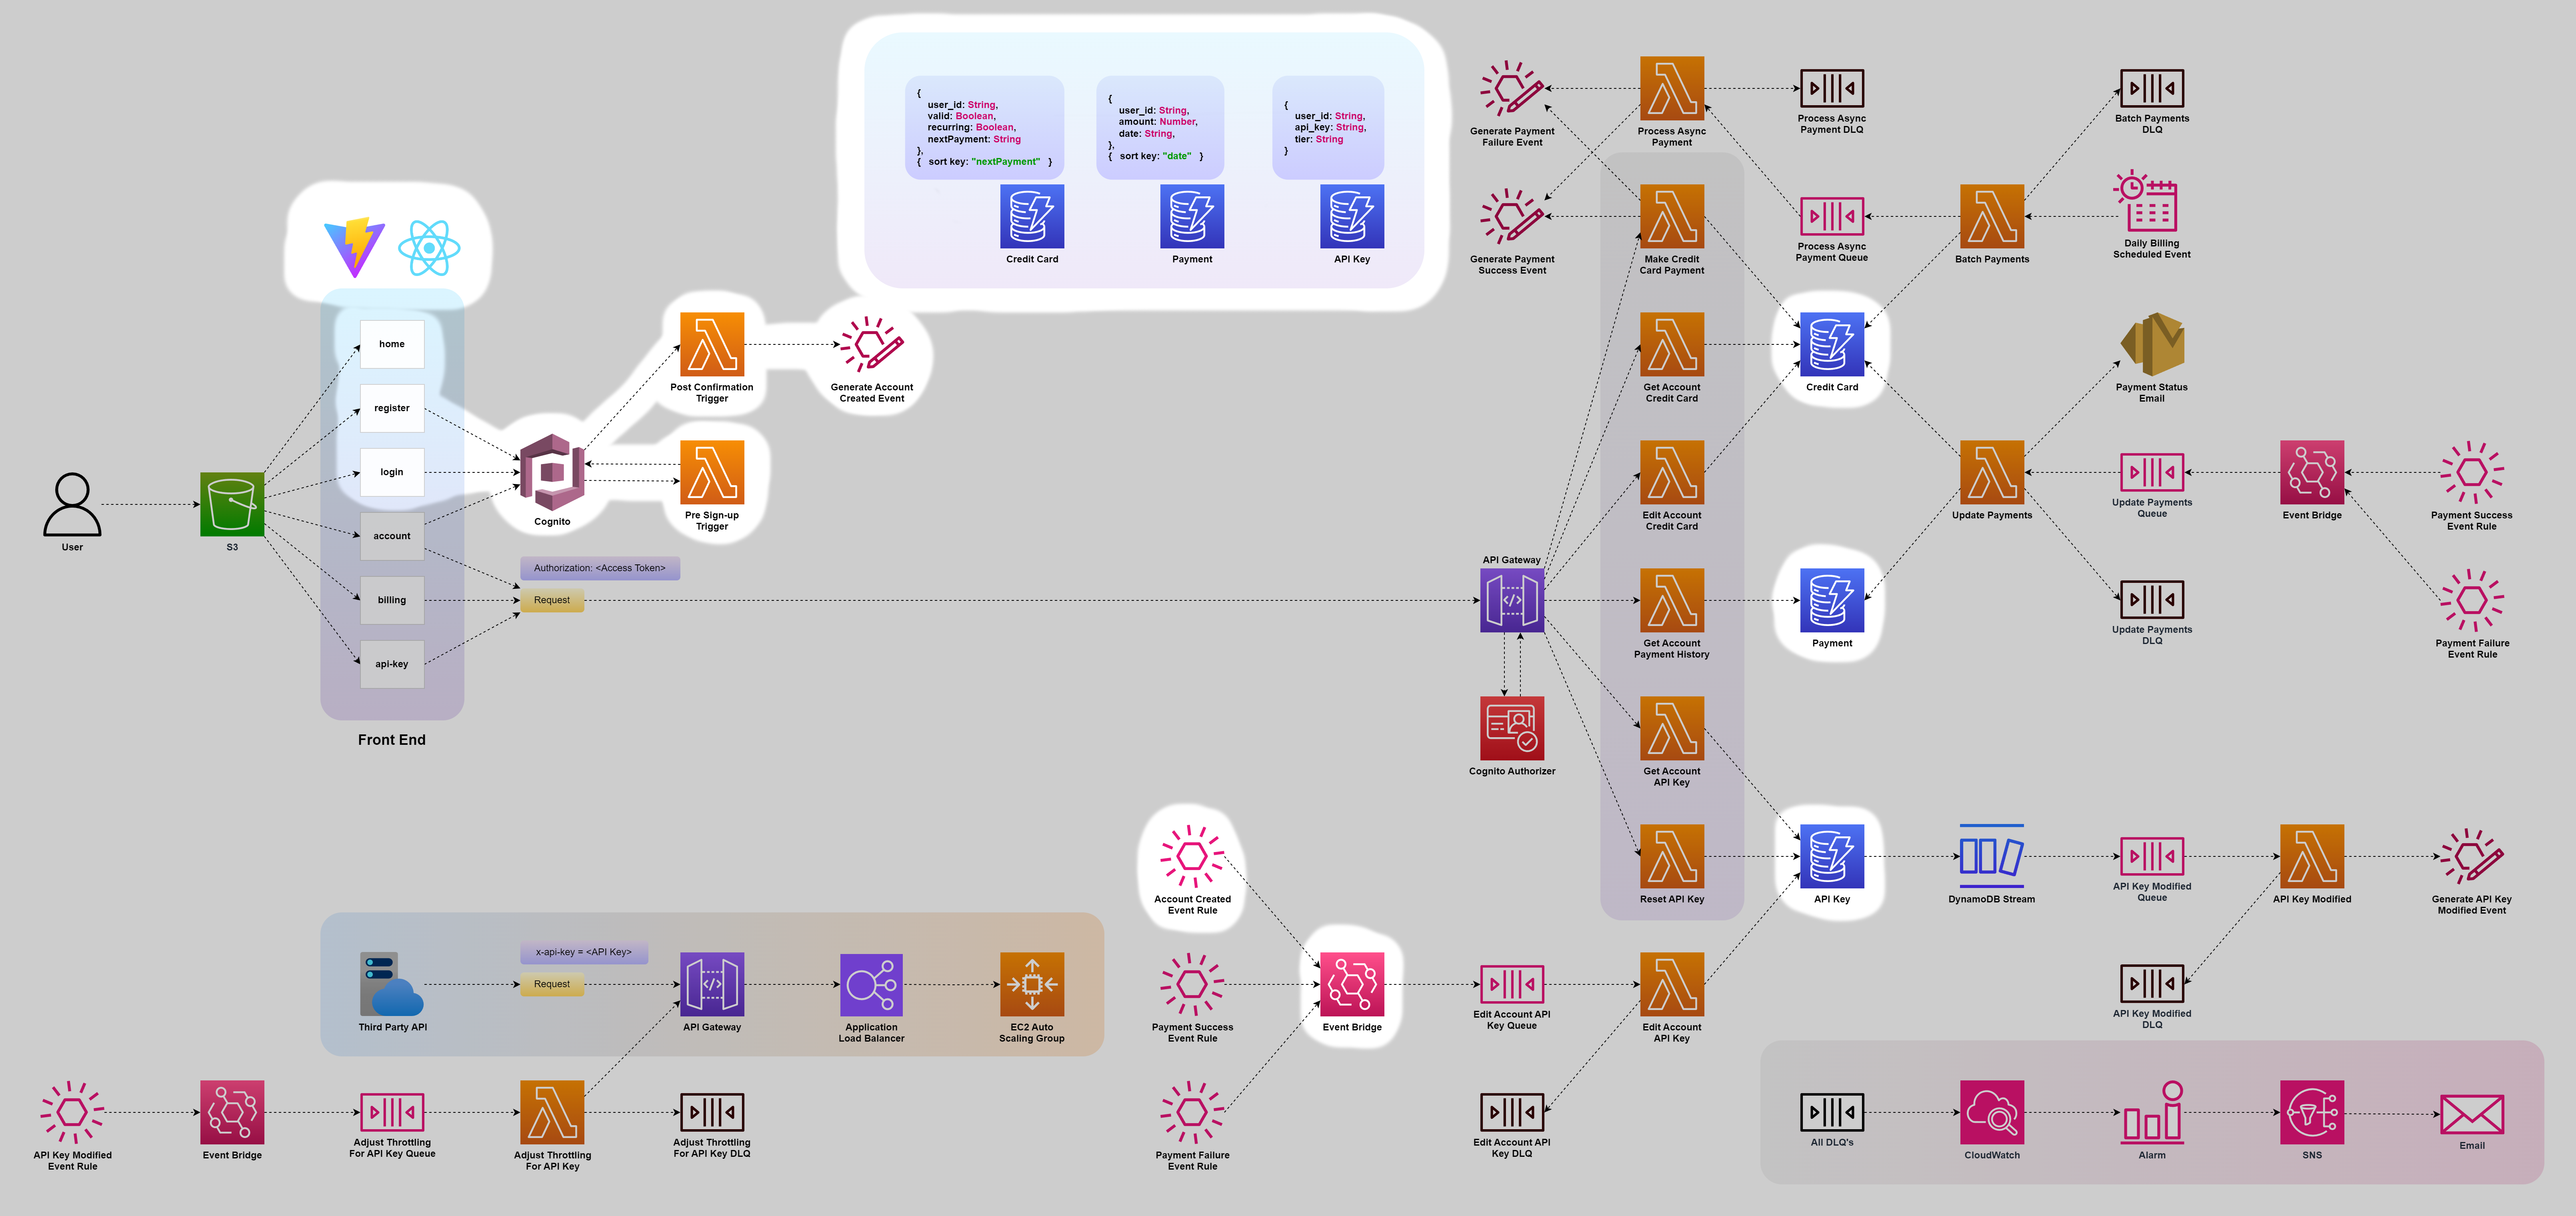 {
user_id: String,
valid: Boolean,
recurring: Boolean,
nextPayment: String
},
{ sort key: "nextPayment" }
{
user_id: String,
amount: Number,
date: String,
},
{ sort key: "date" }
{
user_id: String,
api_key: String,
tier: String
}
Credit Card
Payment
API Key
Generate Payment
Failure Event
Process Async
Payment
Process Async
Payment DLQ
Batch Payments
DLQ
Generate Payment
Success Event
Make Credit
Card Payment
Process Async
Payment Queue
Batch Payments
Daily Billing
Scheduled Event
home
register
login
account
billing
api-key
Front End
User
S3
Cognito
Post Confirmation
Trigger
Generate Account
Created Event
Pre Sign-up
Trigger
Authorization: <Access Token>
Request
Get Account
Credit Card
Credit Card
Payment Status
Email
Edit Account
Credit Card
Update Payments
Update Payments
Queue
Event Bridge
Payment Success
Event Rule
API Gateway
Get Account
Payment History
Payment
Update Payments
DLQ
Payment Failure
Event Rule
Cognito Authorizer
Get Account
API Key
Account Created
Event Rule
Reset API Key
API Key
DynamoDB Stream
API Key Modified
Queue
API Key Modified
Generate API Key
Modified Event
Third Party API
x-api-key = <API Key>
Request
API Gateway
Application
Load Balancer
EC2 Auto
Scaling Group
Payment Success
Event Rule
Event Bridge
Edit Account API
Key Queue
Edit Account
API Key
API Key Modified
DLQ
API Key Modified
Event Rule
Event Bridge
Adjust Throttling
For API Key Queue
Adjust Throttling
For API Key
Adjust Throttling
For API Key DLQ
Payment Failure
Event Rule
Edit Account API
Key DLQ
All DLQ's
CloudWatch
Alarm
SNS
Email